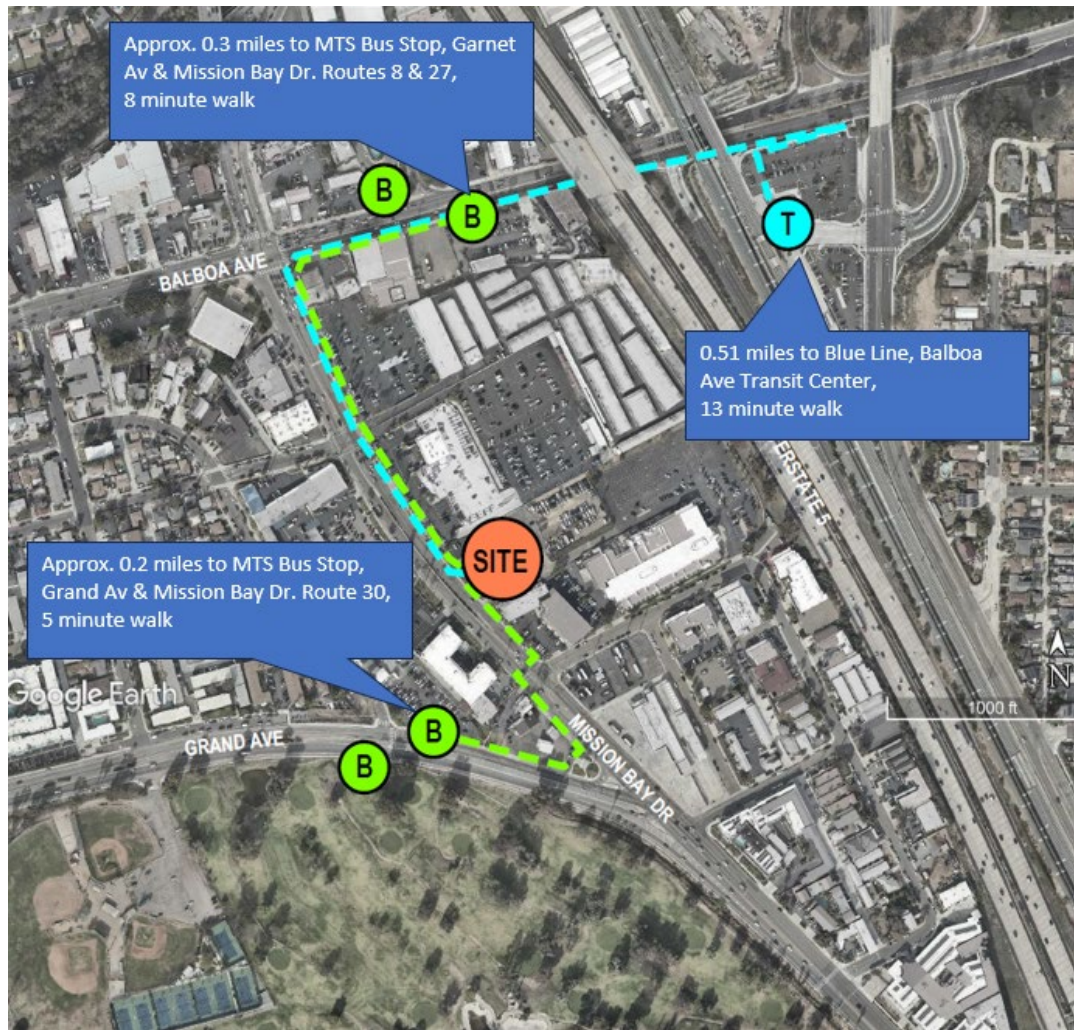 Approx. 0.3 miles to MTS Bus Stop, Garnet
Av & Mission Bay Dr. Routes 8 & 27,
8 minute walk
B
B
T
BALBOA AVE
0.51 miles to Blue Line, Balboa
Ave Transit Center,
13 minute walk
ERSTATE 5
SITE
Approx. 0.2 miles to MTS Bus Stop,
Grand Av & Mission Bay Dr. Route 30,
5 minute walk
N
Google Earth
1000 ft
B
GRAND AVE
B
MISSION BAY DR